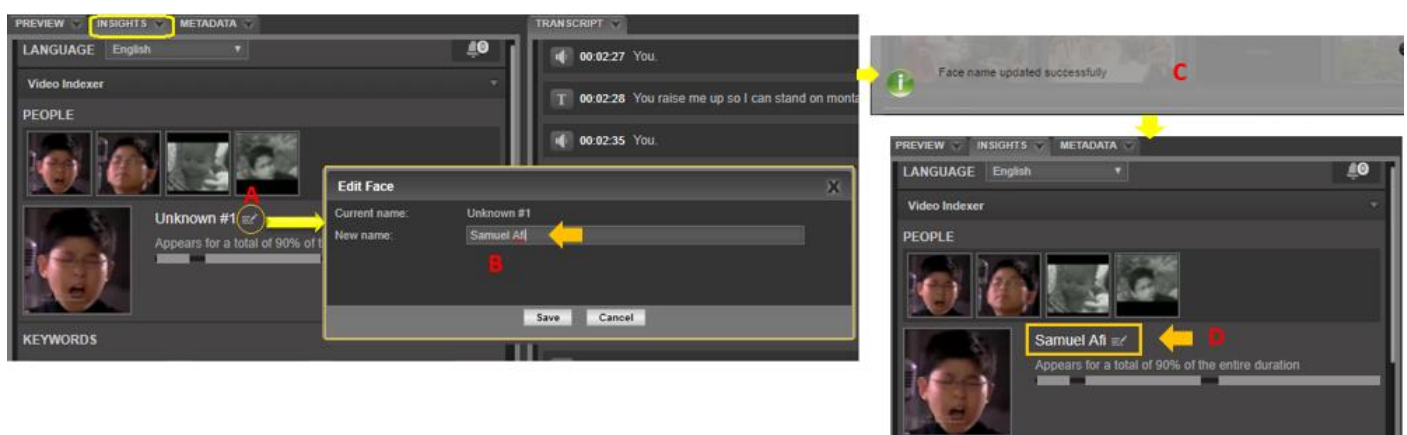 PREVIEW INSIGHTS METADATA
LANGUAGE English
0
Video Indexer
PEOPLE
A
Unknown #1
Appears for a total of 90% of t
KEYWORDS
TRANSCRIPT
00:02:27 You.
T 00:02:28 You raise me up so I can stand on monta
00:02:35 You.
Edit Face X
Current name: Unknown #1
New name: Samuel Afi
B
Save Cancel
Face name updated successfully C
PREVIEW INSIGHTS METADATA
LANGUAGE English
0
Video Indexer
PEOPLE
Samuel Afi D
Appears for a total of 90% of the entire duration